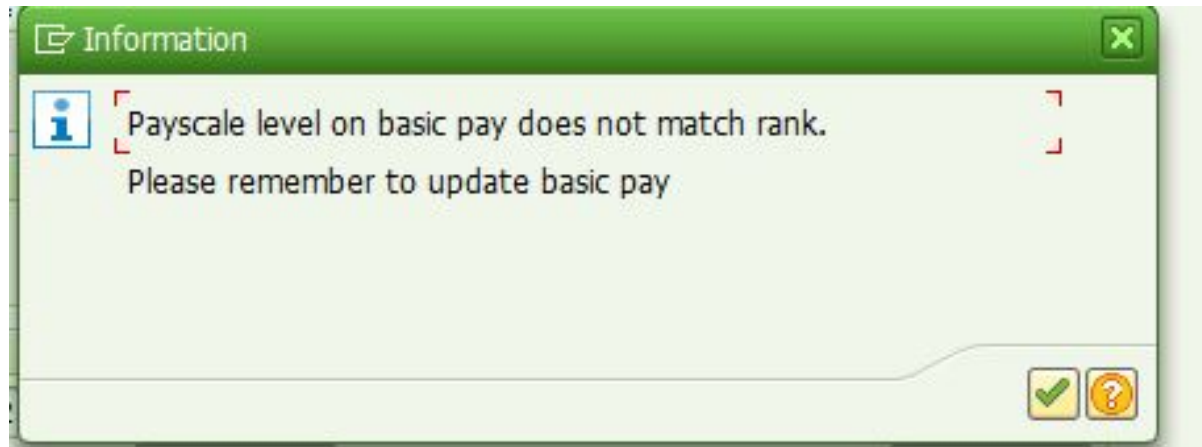 Information
Payscale level on basic pay does not match rank.
Please remember to update basic pay